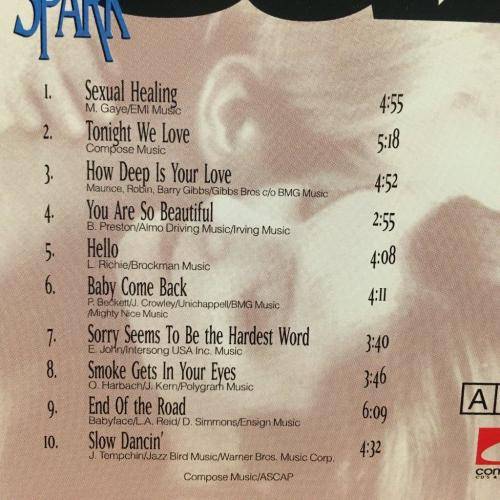 SPARK
1. Sexual Healing 4:55
M. Gaye/EMI Music
2. Tonight We Love 5:18
Compose Music
3. How Deep Is Your Love 4:52
Maurice, Robin, Barry Gibbs/Gibbs Bros c/o BMG Music
4. You Are So Beautiful 2:55
B. Preston/Almo Driving Music/Irving Music
5. Hello 4:08
L. Richie/Brockman Music
6. Baby Come Back 4:11
P. Beckett/J. Crowley/Unichappell/BMG Music
/Mighty Nice Music
7. Sorry Seems To Be the Hardest Word 3:40
E. John/Intersong USA Inc. Music
8. Smoke Gets In Your Eyes 3:46
O. Harbach/J. Kern/Polygram Music
9. End Of the Road 6:09
Babyface/L.A. Reid/ D. Simmons/Ensign Music
10. Slow Dancin' 4:32
J. Tempchin/Jazz Bird Music/Warner Bros. Music Corp.
Compose Music/ASCAP
A
com